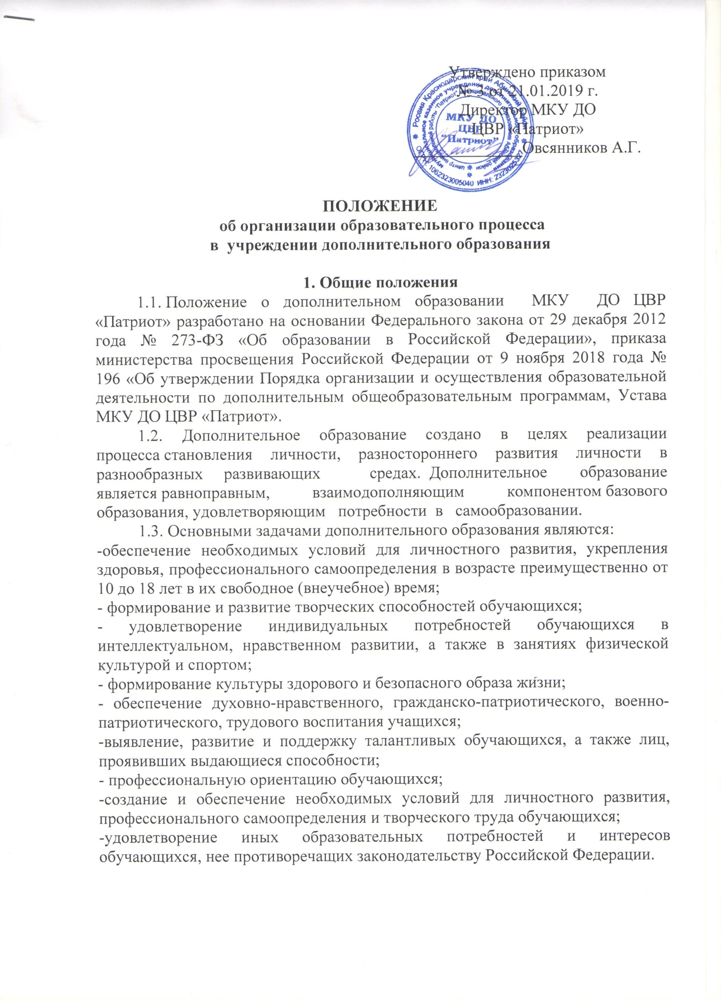 Утверждено приказом
№ 3 от 21.01.2019 г.
Директор МКУ ДО
ЦВР «Патриот»
Овсянников А.Г.
Россия Краснодарский край Абинский район
муниципальное казенное учреждение дополнительного образования
центр внешкольной работы "Патриот" муниципального образования Абинский район
ОГРН: 1062323005040 ИНН: 2323025327
МКУ ДО
ЦВР
"Патриот"
ПОЛОЖЕНИЕ
об организации образовательного процесса
в учреждении дополнительного образования
1. Общие положения
1.1. Положение о дополнительном образовании МКУ ДО ЦВР
«Патриот» разработано на основании Федерального закона от 29 декабря 2012
года № 273-ФЗ «Об образовании в Российской Федерации», приказа
министерства просвещения Российской Федерации от 9 ноября 2018 года №
196 «Об утверждении Порядка организации и осуществления образовательной
деятельности по дополнительным общеобразовательным программам, Устава
МКУ ДО ЦВР «Патриот».
1.2. Дополнительное образование создано в целях реализации
процесса становления личности, разностороннего развития личности в
разнообразных развивающих средах. Дополнительное образование
является равноправным, взаимодополняющим компонентом базового
образования, удовлетворяющим потребности в самообразовании.
1.3. Основными задачами дополнительного образования являются:
-обеспечение необходимых условий для личностного развития, укрепления
здоровья, профессионального самоопределения в возрасте преимущественно от
10 до 18 лет в их свободное (внеучебное) время;
- формирование и развитие творческих способностей обучающихся;
- удовлетворение индивидуальных потребностей обучающихся в
интеллектуальном, нравственном развитии, а также в занятиях физической
культурой и спортом;
- формирование культуры здорового и безопасного образа жизни;
- обеспечение духовно-нравственного, гражданско-патриотического, военно-
патриотического, трудового воспитания учащихся;
-выявление, развитие и поддержку талантливых обучающихся, а также лиц,
проявивших выдающиеся способности;
- профессиональную ориентацию обучающихся;
-создание и обеспечение необходимых условий для личностного развития,
профессионального самоопределения и творческого труда обучающихся;
-удовлетворение иных образовательных потребностей и интересов
обучающихся, нее противоречащих законодательству Российской Федерации.